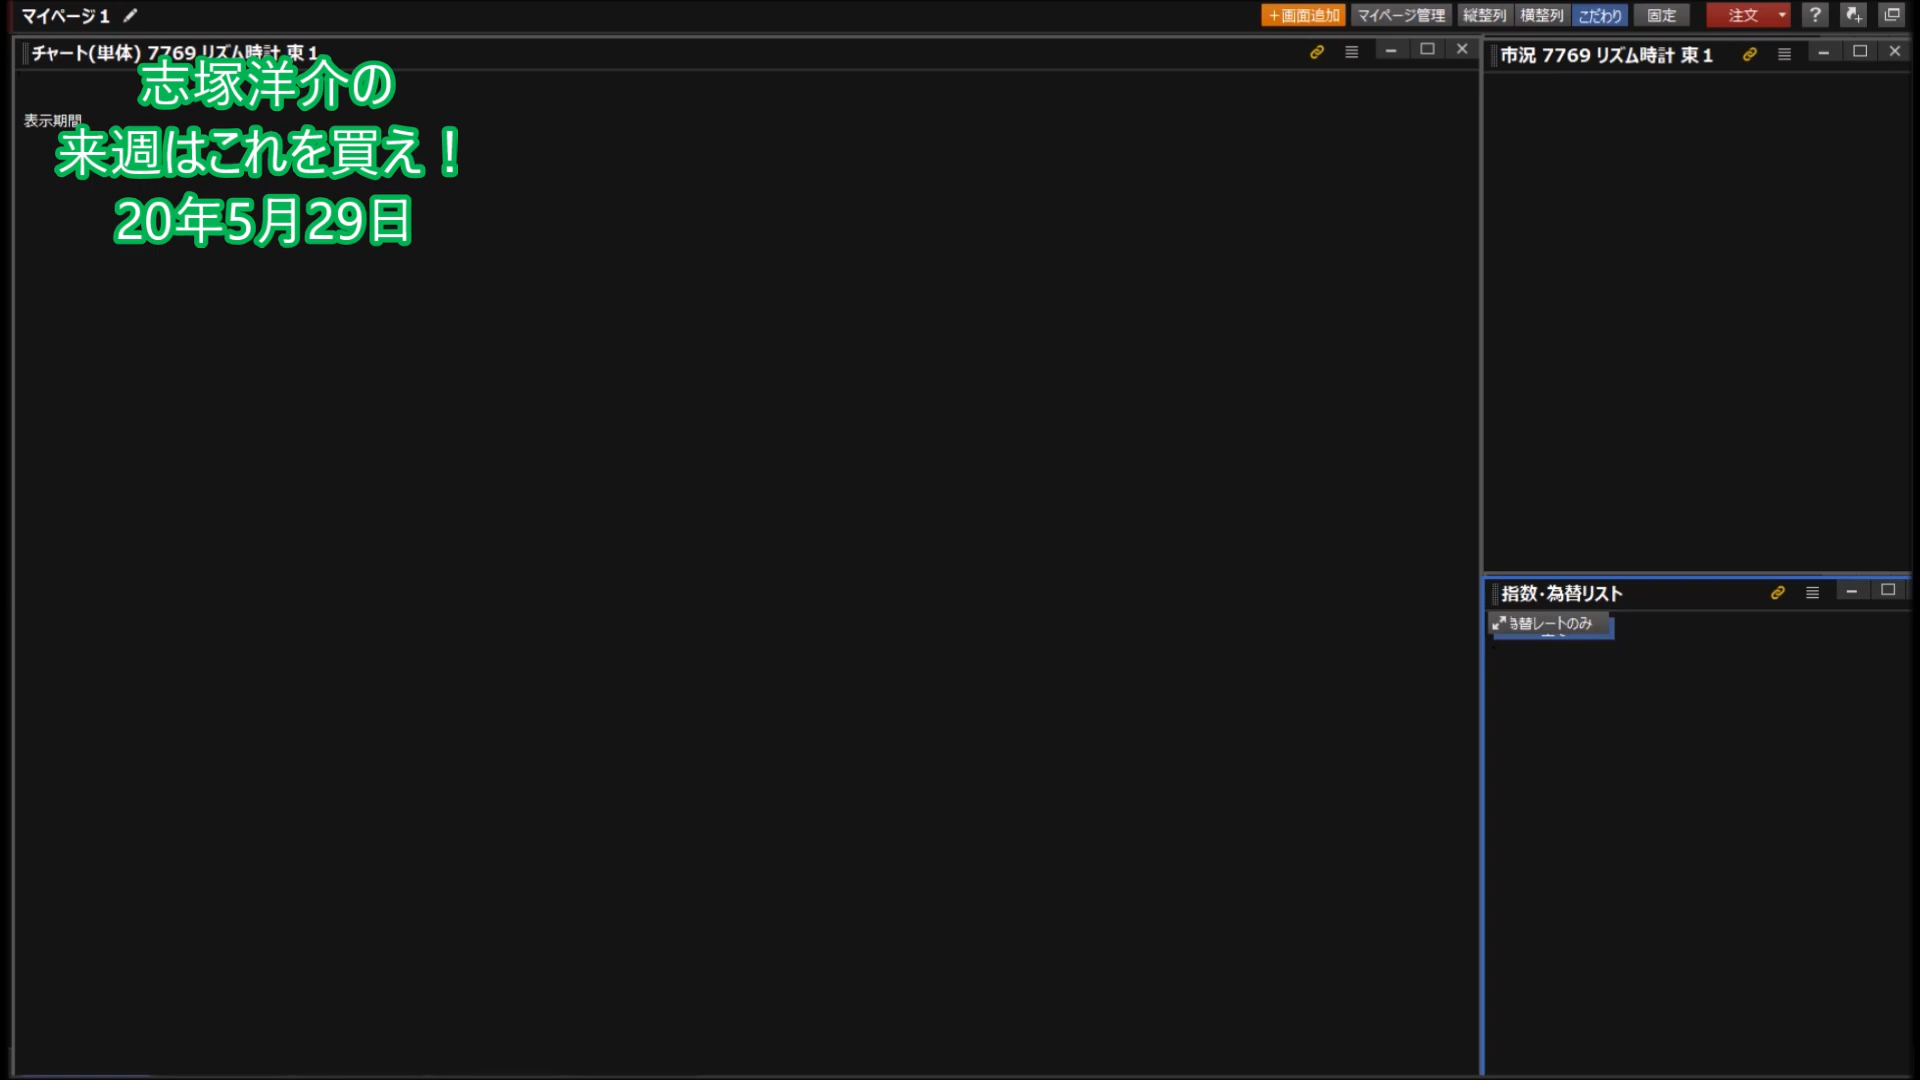 マイページ1
+画面追加
マイページ管理
縦整列
横整列
こだわり
固定
注文
?
チャート(単体) 7769 リズム時計 東1
志塚洋介の
表示期間
来週はこれを買え！
20年5月29日
市況 7769 リズム時計 東1
指数・為替リスト
替レートのみ